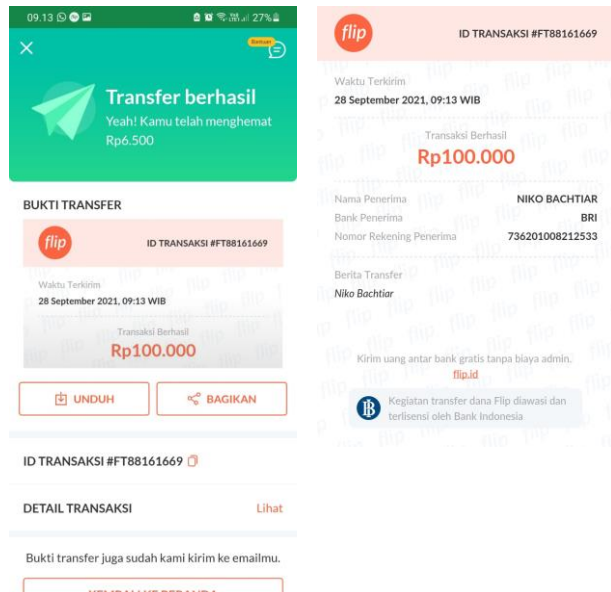 09.13
27%
Kamu telah menghemat
Transfer berhasil
Yeah! Kamu telah menghemat
Rp6.500
BUKTI TRANSFER
flip
ID TRANSAKSI #FT88161669
Waktu Terkirim
28 September 2021, 09:13 WIB
Transaksi Berhasil
Rp100.000
UNDUH
BAGIKAN
ID TRANSAKSI #FT88161669
DETAIL TRANSAKSI
Lihat
Bukti transfer juga sudah kami kirim ke emailmu.
flip
ID TRANSAKSI #FT88161669
Waktu Terkirim
28 September 2021, 09:13 WIB
Transaksi Berhasil
Rp100.000
Nama Penerima NIKO BACHTIAR
Bank Penerima BRI
Nomor Rekening Penerima 736201008212533
Berita Transfer
Niko Bachtiar
Kirim uang antar bank gratis tanpa biaya admin.
flip.id
Kegiatan transfer dana Flip diawasi dan
terlisensi oleh Bank Indonesia